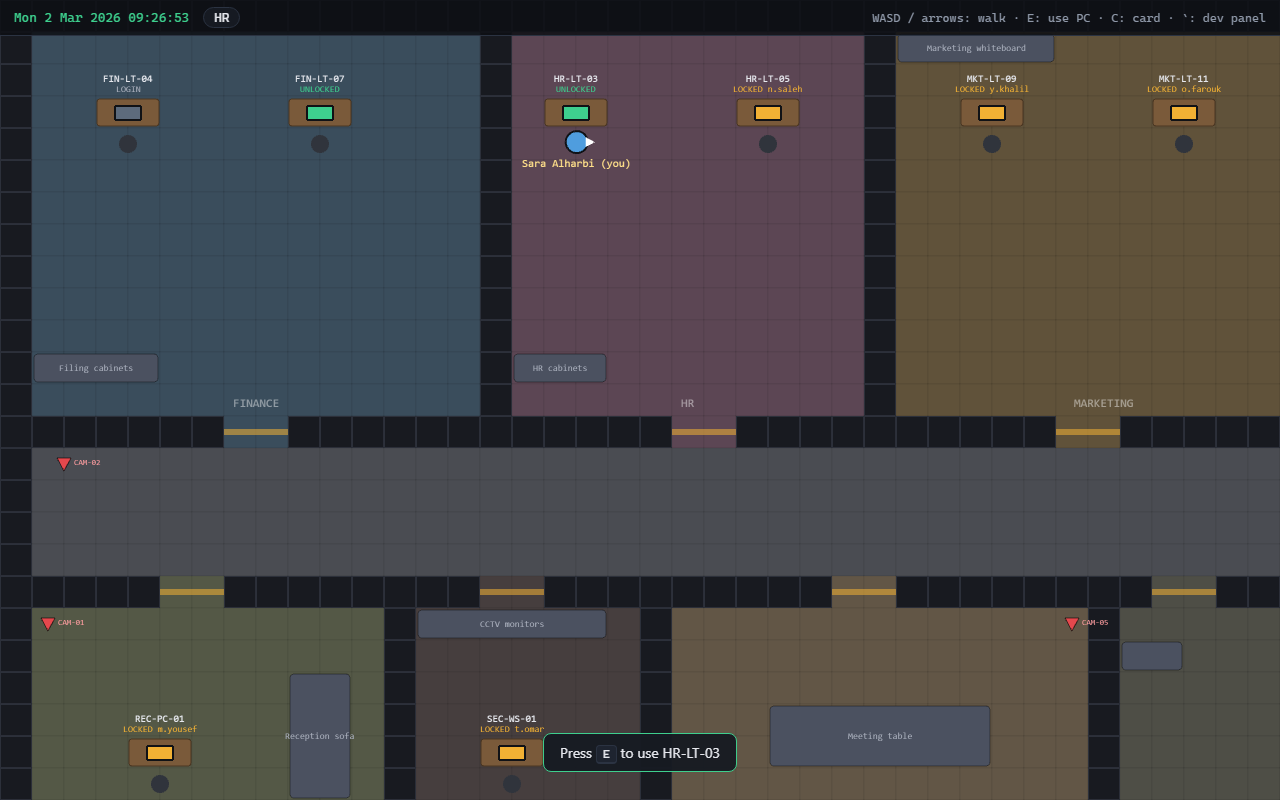 Mon 2 Mar 2026 09:26:53 HR WASD / arrows: walk · E: use PC · C: card · `: dev panel
Marketing whiteboard
FIN-LT-04
LOGIN
FIN-LT-07
UNLOCKED
HR-LT-03
UNLOCKED
HR-LT-05
LOCKED n.saleh
MKT-LT-09
LOCKED y.khalil
MKT-LT-11
LOCKED o.farouk
Sara Alharbi (you)
Filing cabinets
HR cabinets
FINANCE
HR
MARKETING
CAM-02
CAM-01
CCTV monitors
CAM-05
REC-PC-01
LOCKED m.yousef
Reception sofa
SEC-WS-01
LOCKED t.omar
Meeting table
Press E to use HR-LT-03